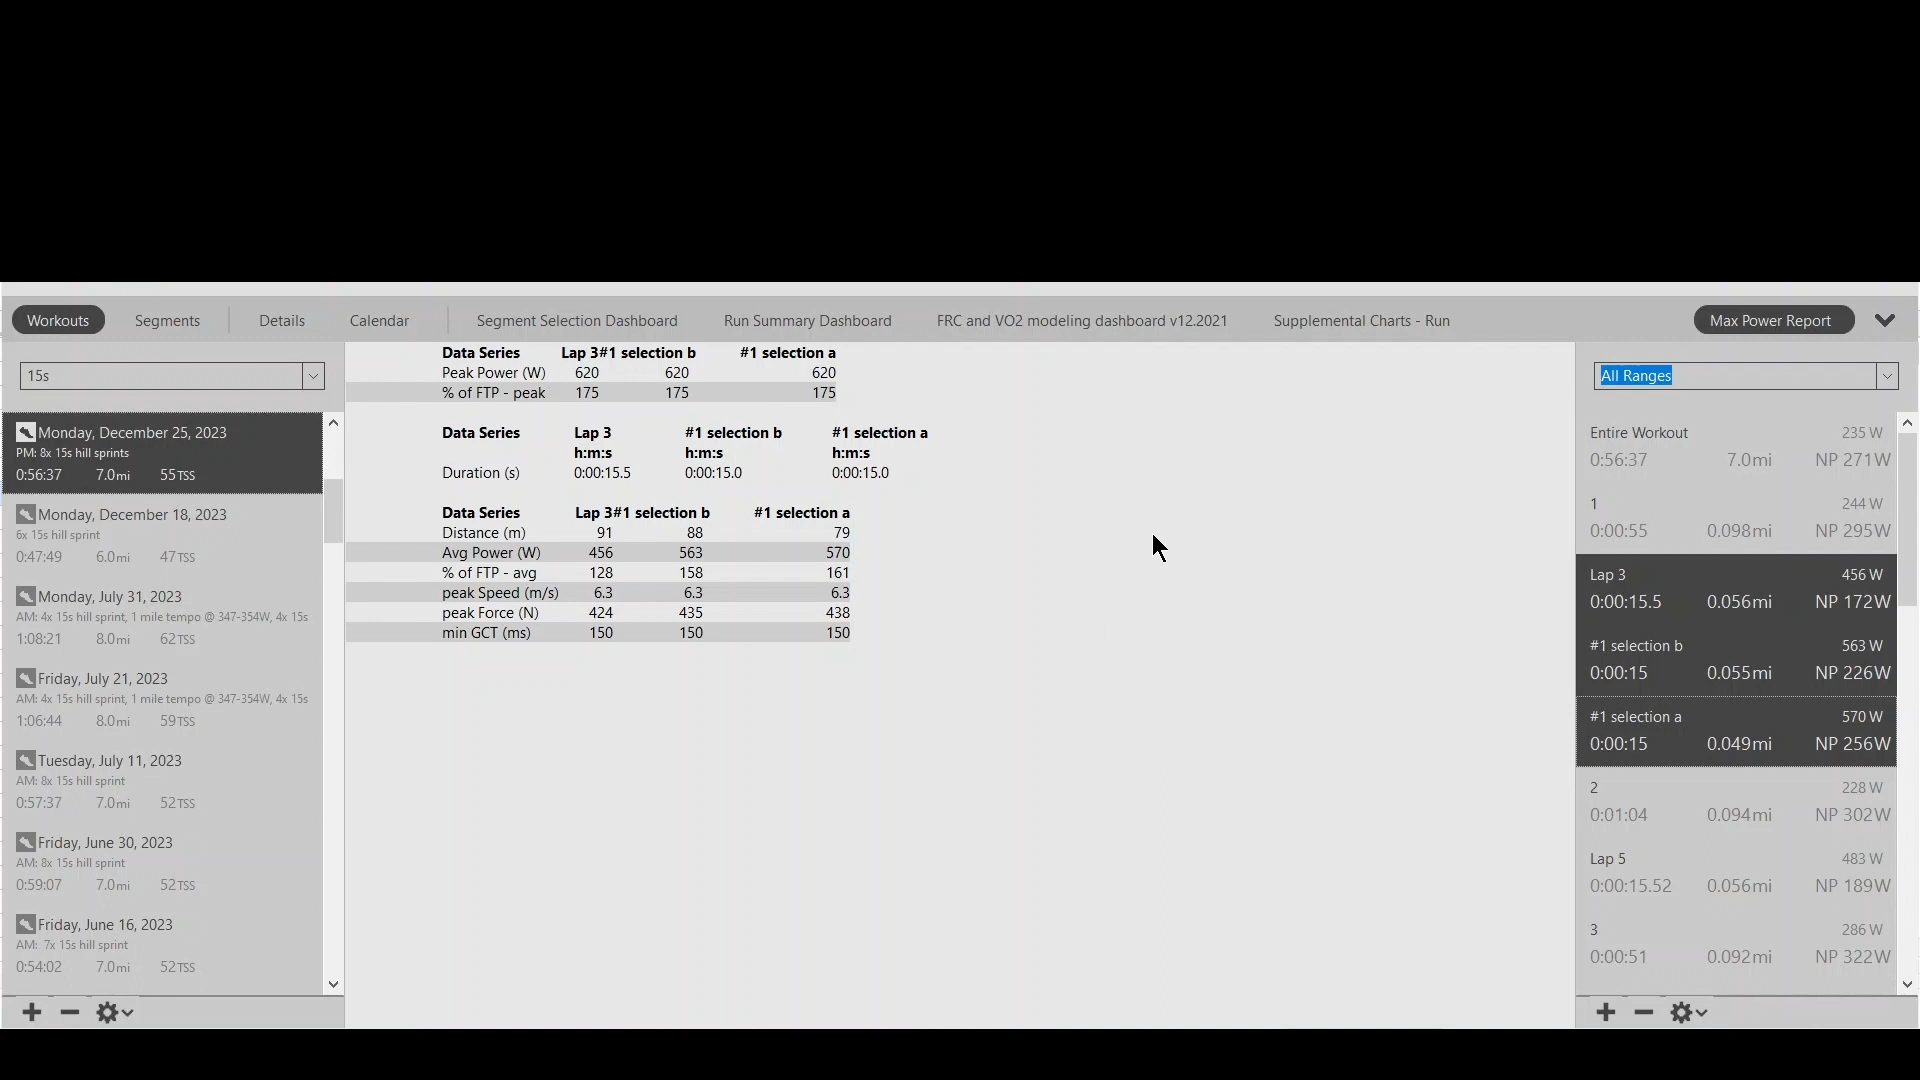 Workouts Segments Details Calendar Segment Selection Dashboard Run Summary Dashboard FRC and VO2 modeling dashboard v12.2021 Supplemental Charts - Run Max Power Report
15s
Monday, December 25, 2023
PM: 8x 15s hill sprints
0:56:37 7.0mi 55TSS
Monday, December 18, 2023
6x 15s hill sprint
0:47:49 6.0mi 47TSS
Monday, July 31, 2023
AM: 4x 15s hill sprint, 1 mile tempo @ 347-354W, 4x 15s
1:08:21 8.0mi 62TSS
Friday, July 21, 2023
AM: 4x 15s hill sprint, 1 mile tempo @ 347-354W, 4x 15s
1:06:44 8.0mi 59TSS
Tuesday, July 11, 2023
AM: 8x 15s hill sprint
0:57:37 7.0mi 52TSS
Friday, June 30, 2023
AM: 8x 15s hill sprint
0:59:07 7.0mi 52TSS
Friday, June 16, 2023
AM: 7x 15s hill sprint
0:54:02 7.0mi 52TSS
Data Series Lap 3 #1 selection b #1 selection a
Peak Power (W) 620 620 620
% of FTP - peak 175 175 175
Data Series Lap 3 #1 selection b #1 selection a
h:m:s h:m:s h:m:s
Duration (s) 0:00:15.5 0:00:15.0 0:00:15.0
Data Series Lap 3 #1 selection b #1 selection a
Distance (m) 91 88 79
Avg Power (W) 456 563 570
% of FTP - avg 128 158 161
peak Speed (m/s) 6.3 6.3 6.3
peak Force (N) 424 435 438
min GCT (ms) 150 150 150
All Ranges
Entire Workout 235 W
0:56:37 7.0mi NP 271W
1 244 W
0:00:55 0.098mi NP 295W
Lap 3 456 W
0:00:15.5 0.056mi NP 172W
#1 selection b 563 W
0:00:15 0.055mi NP 226W
#1 selection a 570 W
0:00:15 0.049mi NP 256W
2 228 W
0:01:04 0.094mi NP 302W
Lap 5 483 W
0:00:15.52 0.056mi NP 189W
3 286 W
0:00:51 0.092mi NP 322W